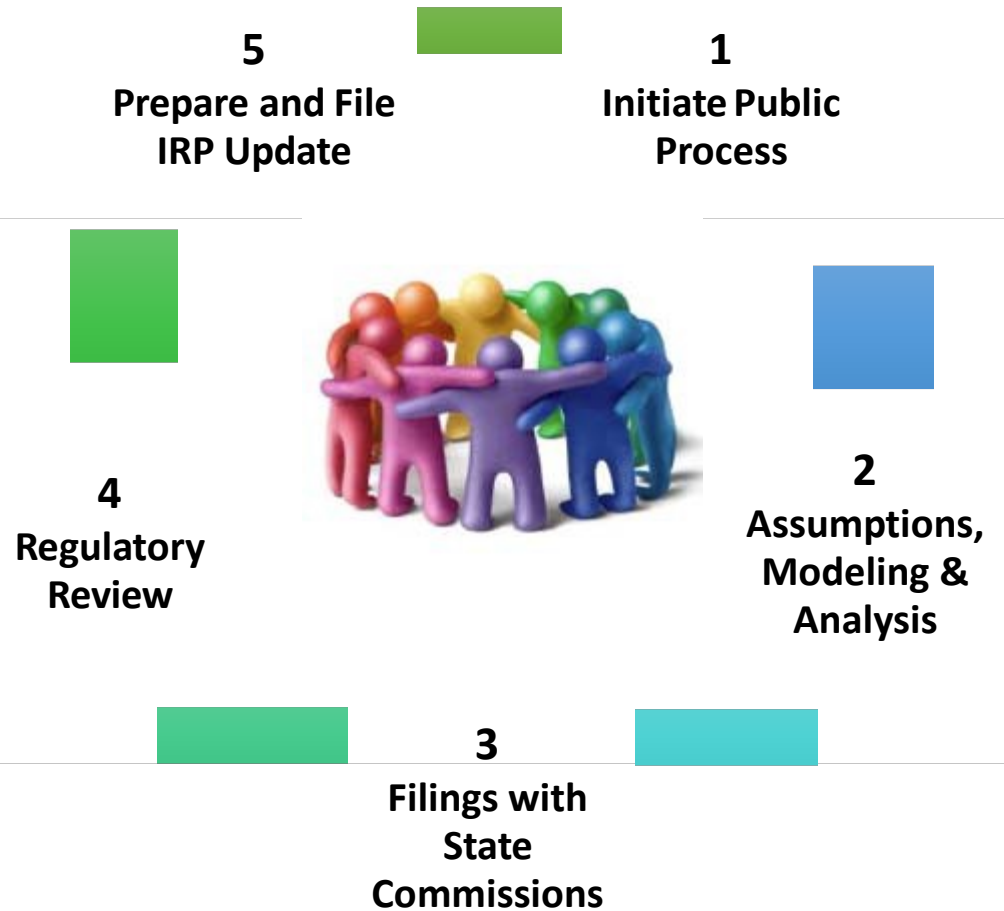 1
Initiate Public
Process
2
Assumptions,
Modeling &
Analysis
3
Filings with
State
Commissions
4
Regulatory
Review
5
Prepare and File
IRP Update